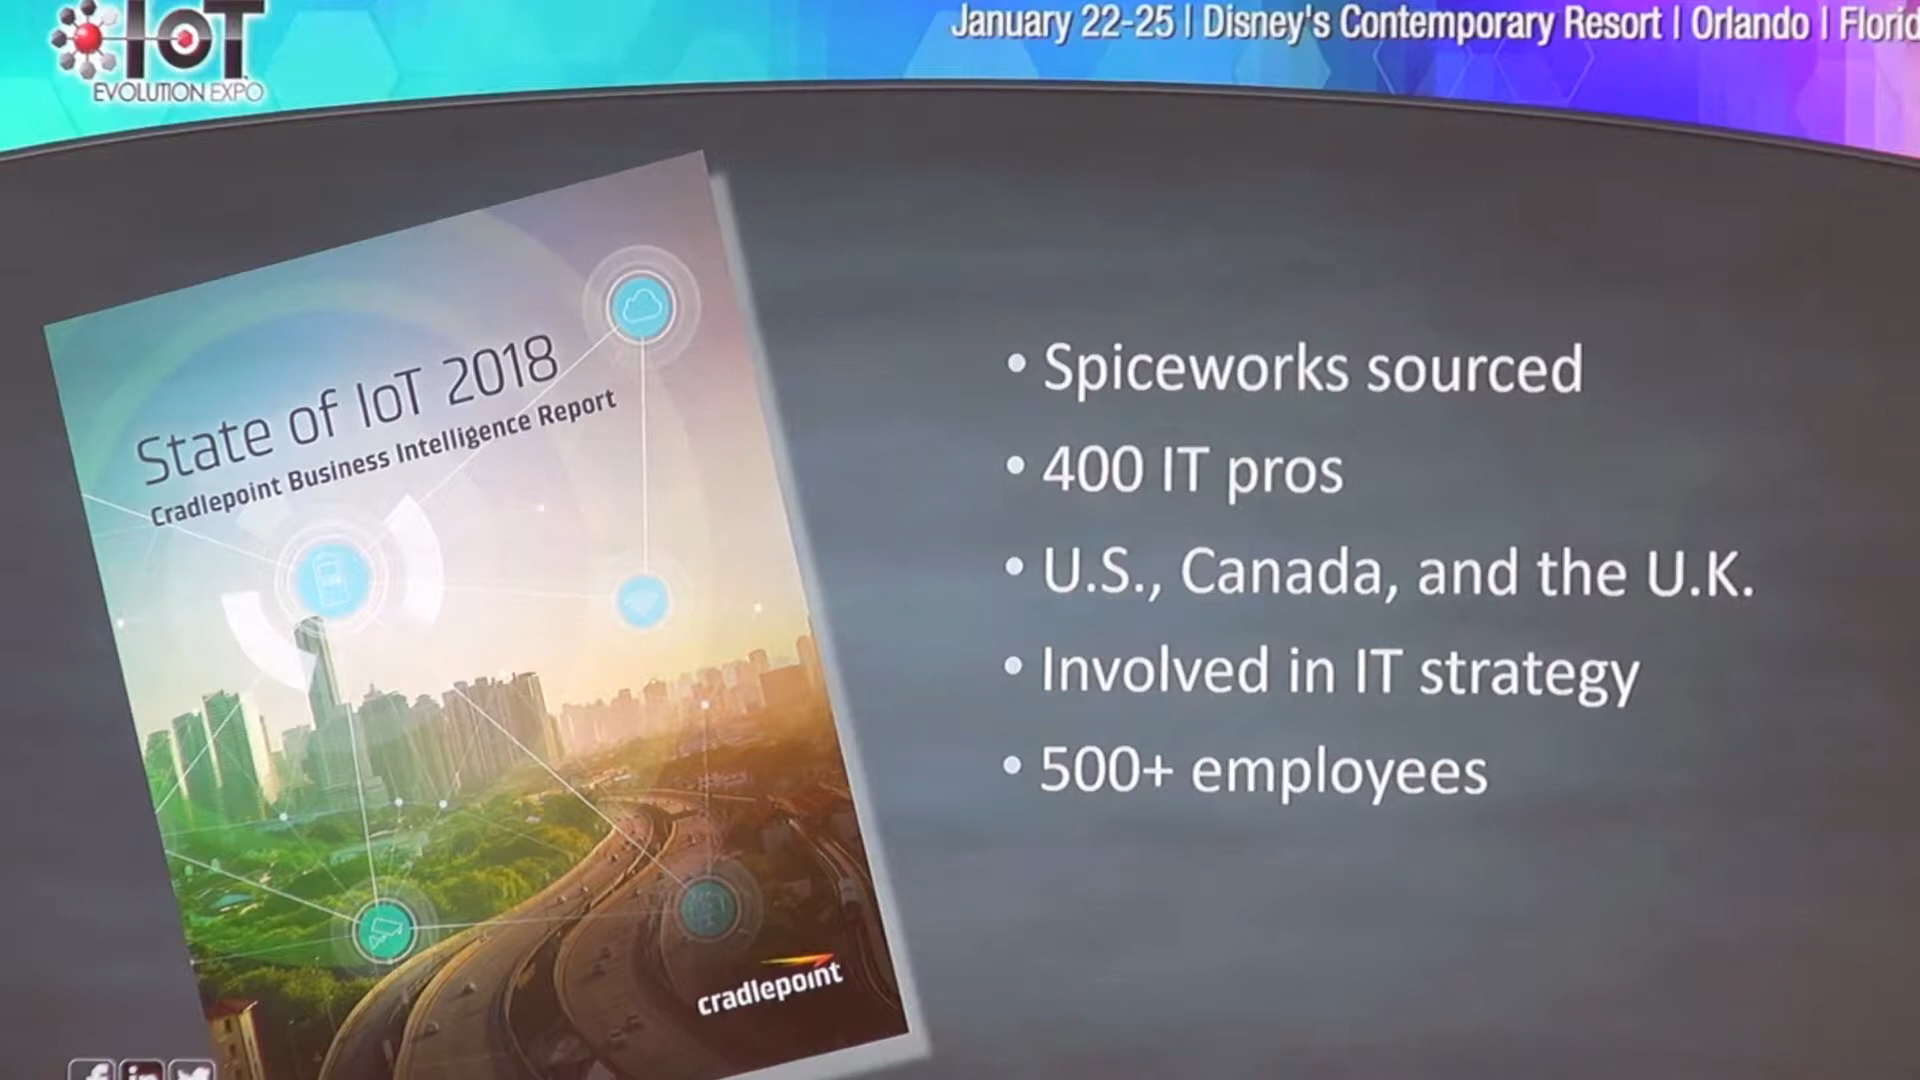 IoT
EVOLUTION EXPO
January 22-25 | Disney's Contemporary Resort | Orlando | Florid
State of IoT 2018
Cradlepoint Business Intelligence Report
cradlepoint
• Spiceworks sourced
• 400 IT pros
• U.S., Canada, and the U.K.
• Involved in IT strategy
• 500+ employees
f in